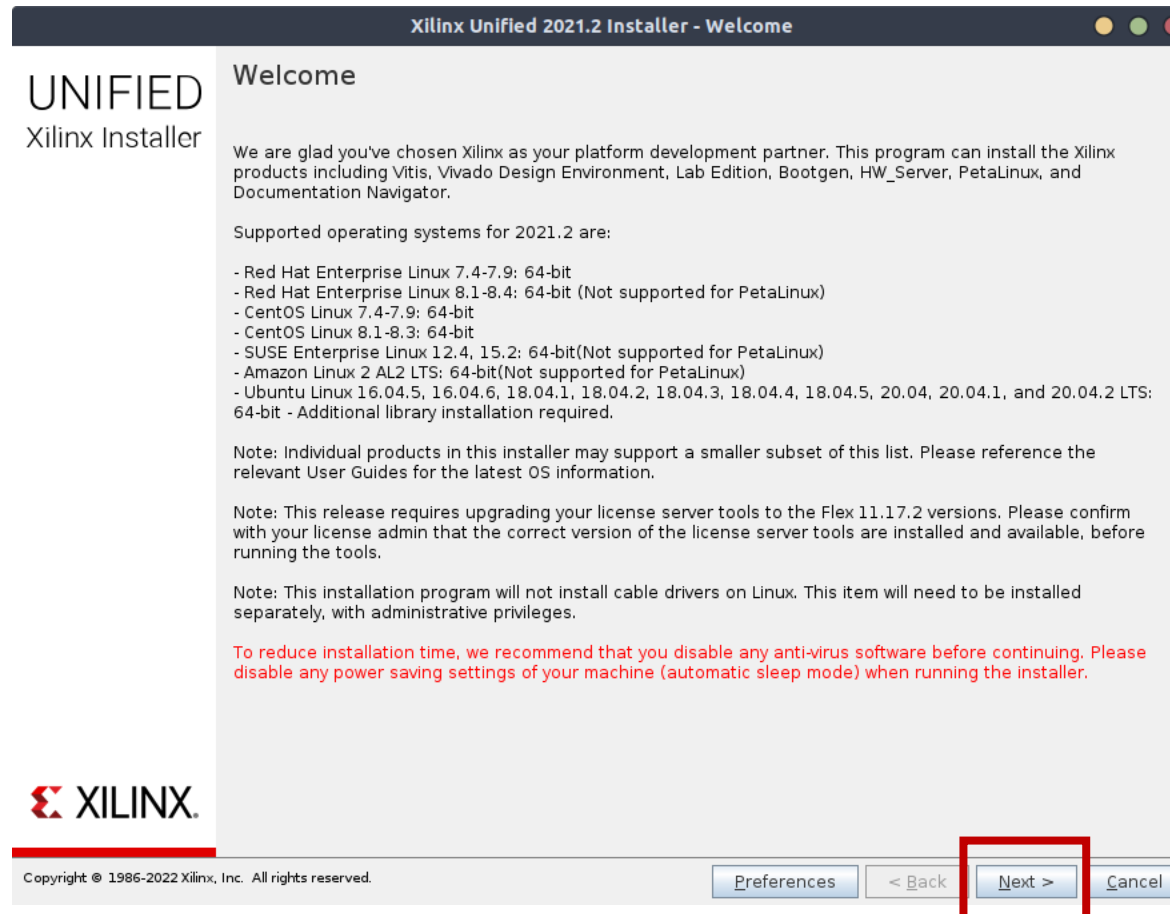 Xilinx Unified 2021.2 Installer - Welcome
UNIFIED
Xilinx Installer
Welcome
We are glad you've chosen Xilinx as your platform development partner. This program can install the Xilinx
products including Vitis, Vivado Design Environment, Lab Edition, Bootgen, HW_Server, PetaLinux, and
Documentation Navigator.
Supported operating systems for 2021.2 are:
- Red Hat Enterprise Linux 7.4-7.9: 64-bit
- Red Hat Enterprise Linux 8.1-8.4: 64-bit (Not supported for PetaLinux)
- CentOS Linux 7.4-7.9: 64-bit
- CentOS Linux 8.1-8.3: 64-bit
- SUSE Enterprise Linux 12.4, 15.2: 64-bit(Not supported for PetaLinux)
- Amazon Linux 2 AL2 LTS: 64-bit(Not supported for PetaLinux)
- Ubuntu Linux 16.04.5, 16.04.6, 18.04.1, 18.04.2, 18.04.3, 18.04.4, 18.04.5, 20.04, 20.04.1, and 20.04.2 LTS:
64-bit - Additional library installation required.
Note: Individual products in this installer may support a smaller subset of this list. Please reference the
relevant User Guides for the latest OS information.
Note: This release requires upgrading your license server tools to the Flex 11.17.2 versions. Please confirm
with your license admin that the correct version of the license server tools are installed and available, before
running the tools.
Note: This installation program will not install cable drivers on Linux. This item will need to be installed
separately, with administrative privileges.
To reduce installation time, we recommend that you disable any anti-virus software before continuing. Please
disable any power saving settings of your machine (automatic sleep mode) when running the installer.
XILINX.
Copyright © 1986-2022 Xilinx, Inc. All rights reserved.
Preferences
< Back
Next >
Cancel